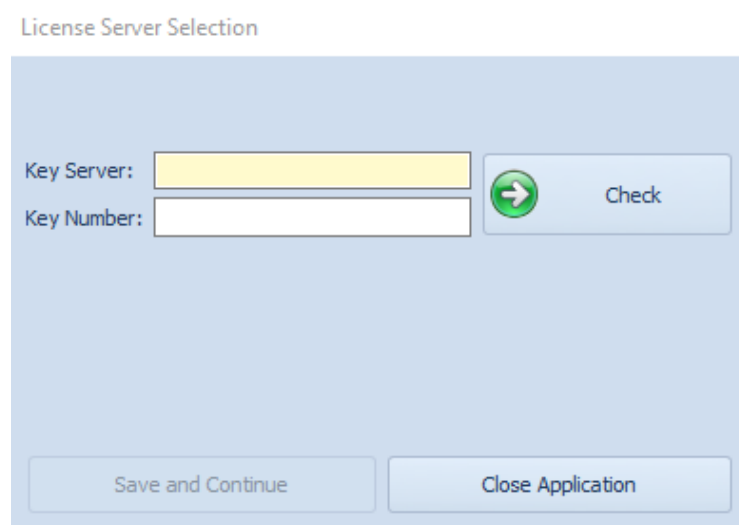 License Server Selection
Key Server:
Check
Key Number:
Save and Continue
Close Application